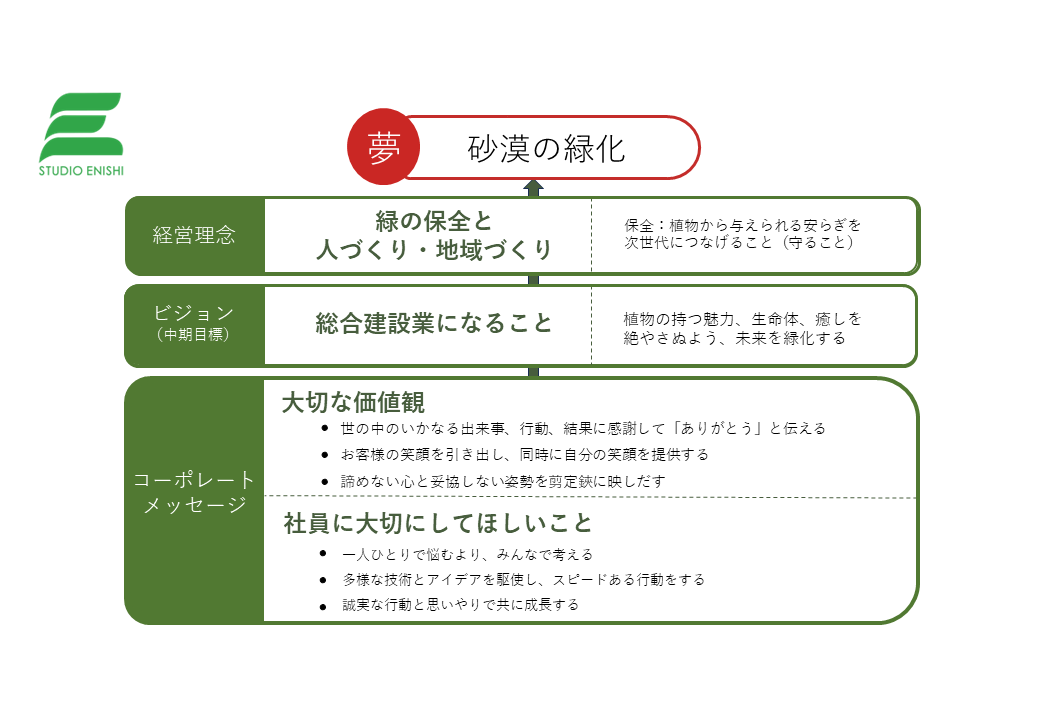 STUDIO ENISHI
夢 砂漠の緑化
経営理念
緑の保全と
人づくり・地域づくり
保全：植物から与えられる安らぎを
次世代につなげること（守ること）
ビジョン
（中期目標）
総合建設業になること
植物の持つ魅力、生命体、癒しを
絶やさぬよう、未来を緑化する
コーポレート
メッセージ
大切な価値観
● 世の中のいかなる出来事、行動、結果に感謝して「ありがとう」と伝える
● お客様の笑顔を引き出し、同時に自分の笑顔を提供する
● 諦めない心と妥協しない姿勢を剪定鋏に映しだす
社員に大切にしてほしいこと
● 一人ひとりで悩むより、みんなで考える
● 多様な技術とアイデアを駆使し、スピードある行動をする
● 誠実な行動と思いやりで共に成長する